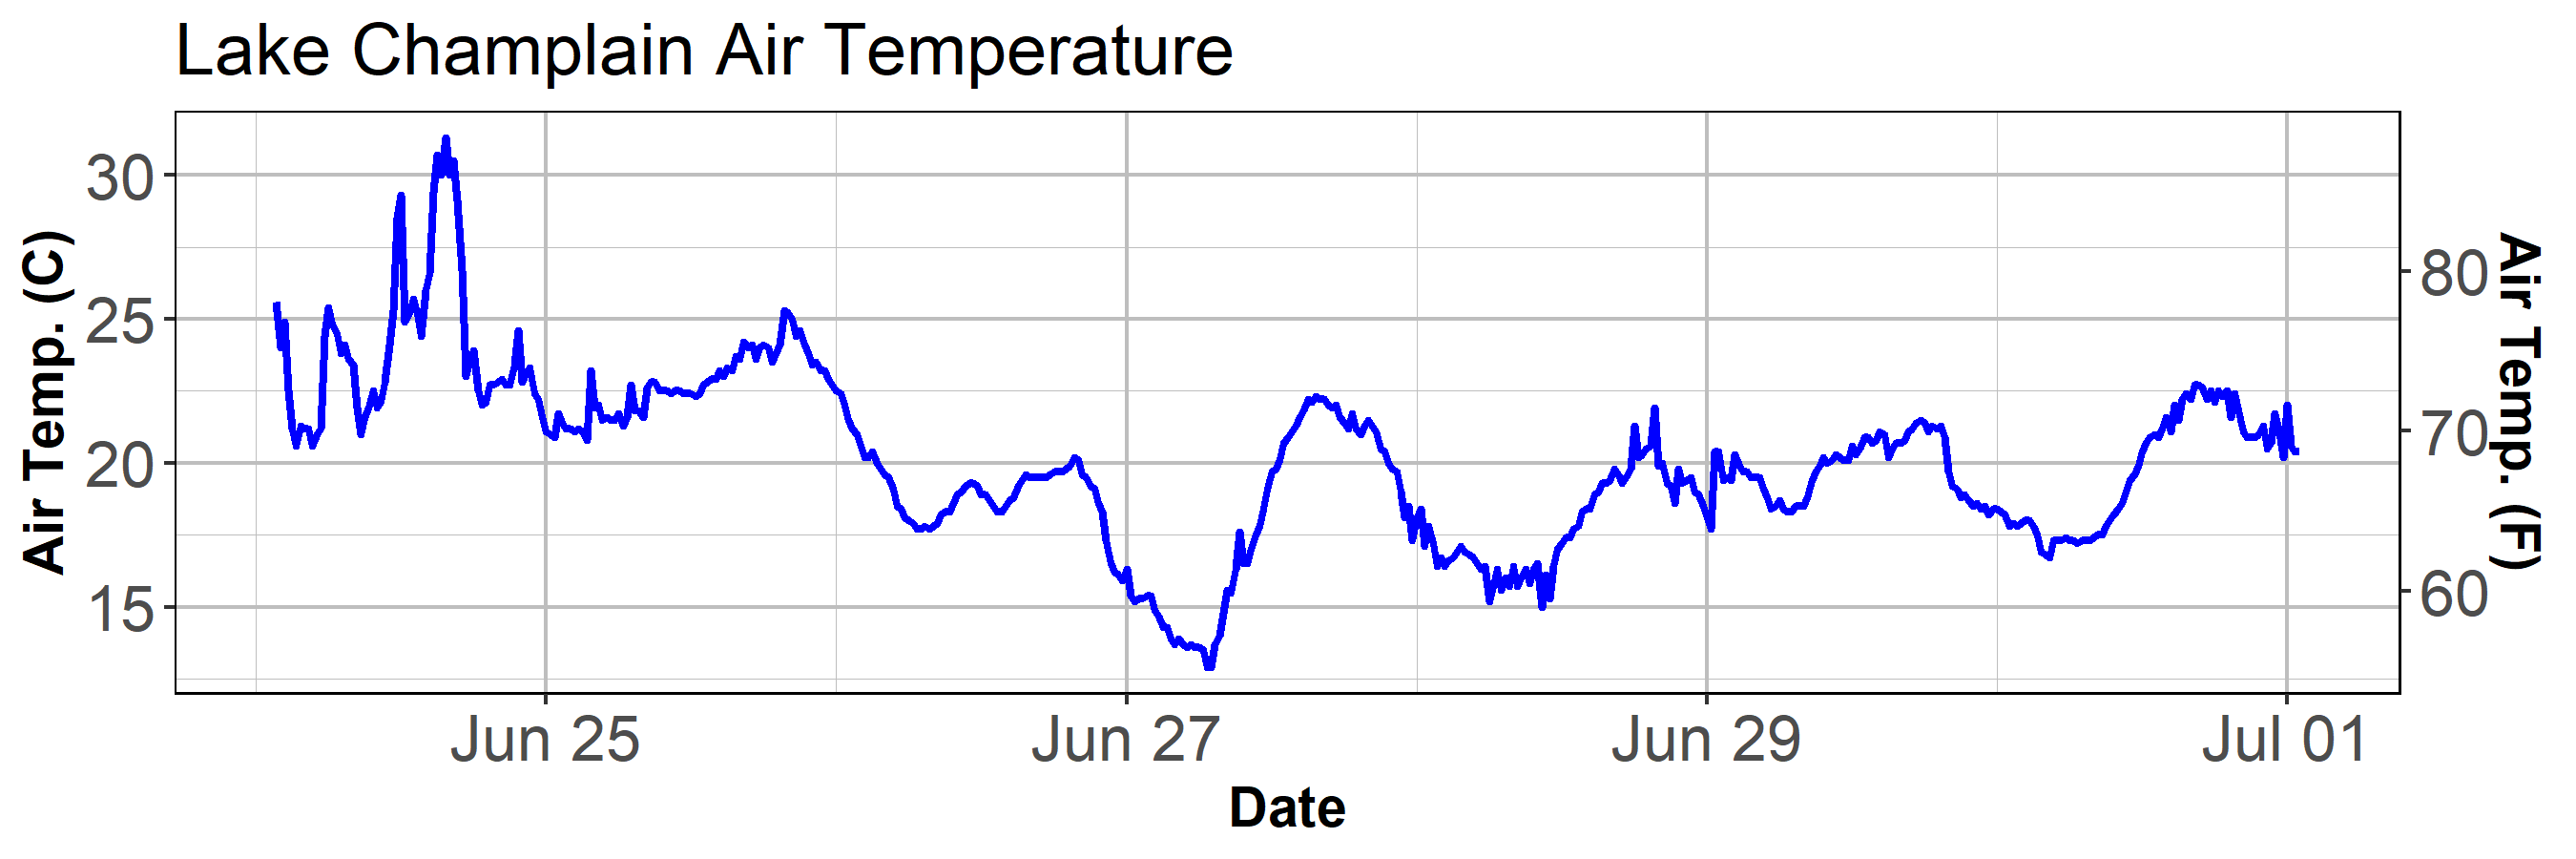 Lake Champlain Air Temperature
30
25
20
15
Air Temp. (C)
80
70
60
Air Temp. (F)
Jun 25
Jun 27
Jun 29
Jul 01
Date